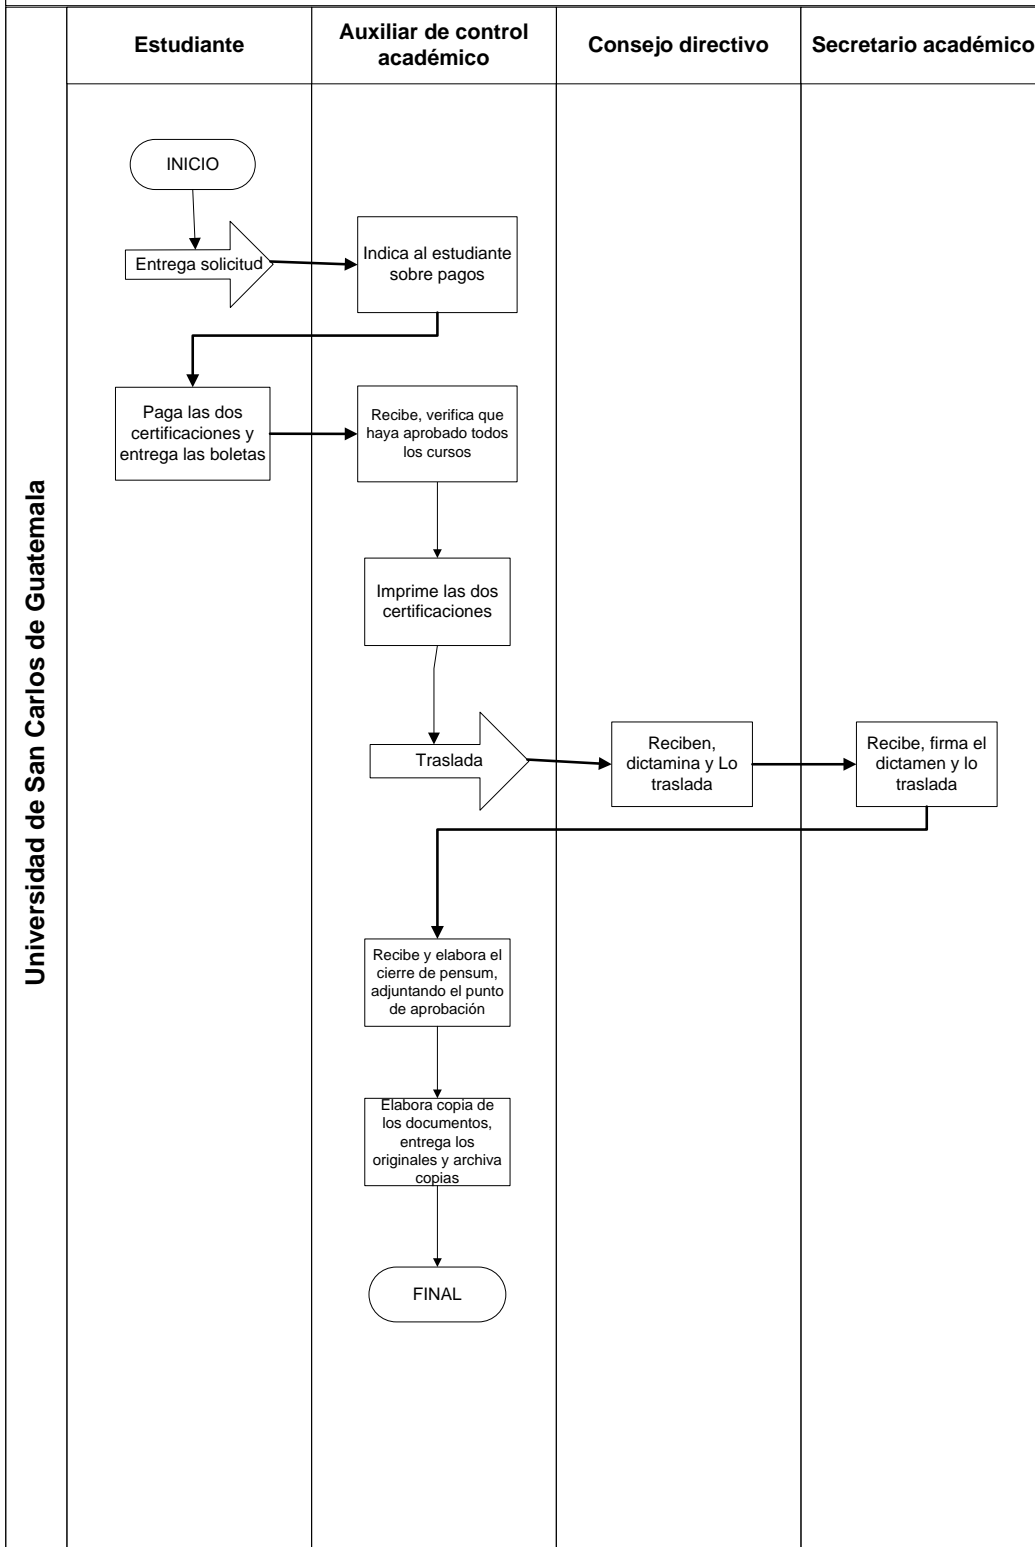 Universidad de San Carlos de Guatemala
Estudiante
Auxiliar de control
académico
Consejo directivo
Secretario académico
INICIO
Entrega solicitud
Indica al estudiante
sobre pagos
Paga las dos
certificaciones y
entrega las boletas
Recibe, verifica que
haya aprobado todos
los cursos
Imprime las dos
certificaciones
Traslada
Reciben,
dictamina y Lo
traslada
Recibe, firma el
dictamen y lo
traslada
Recibe y elabora el
cierre de pensum,
adjuntando el punto
de aprobación
Elabora copia de
los documentos,
entrega los
originales y archiva
copias
FINAL